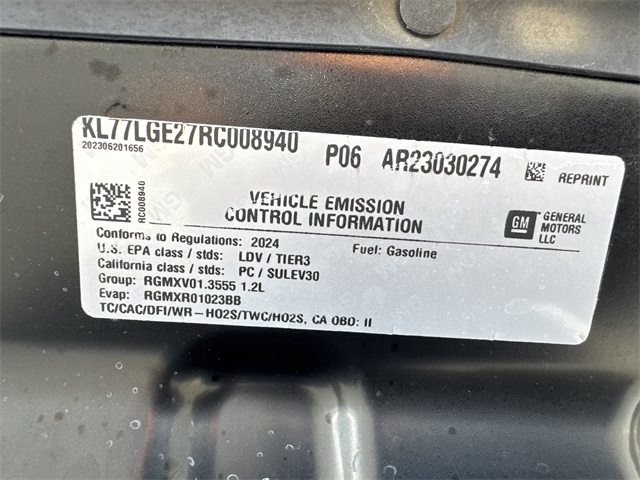 KL77LGE27RC008940 P06 AR23030274 REPRINT
202306201656
RC008940
VEHICLE EMISSION
CONTROL INFORMATION
GM GENERAL
MOTORS
LLC
Conforms to Regulations: 2024 Fuel: Gasoline
U.S. EPA class / stds: LDV / TIER3
California class / stds: PC / SULEV30
Group: RGMXV01.3555 1.2L
Evap: RGMXR01023BB
TC/CAC/DFI/WR-HO2S/TWC/HO2S, CA OBD: II